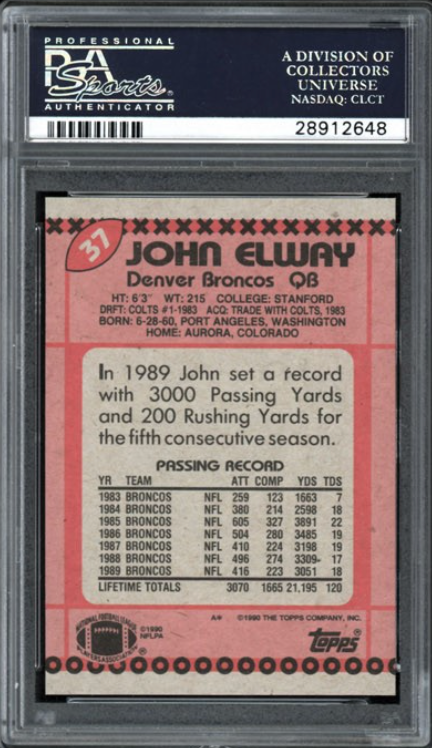 PROFESSIONAL
PSA
Sports®
AUTHENTICATOR
A DIVISION OF
COLLECTORS
UNIVERSE
NASDAQ: CLCT
28912648
37
JOHN ELWAY
Denver Broncos QB
HT: 6'3" WT: 215 COLLEGE: STANFORD
DRFT: COLTS #1-1983 ACQ: TRADE WITH COLTS, 1983
BORN: 6-28-60, PORT ANGELES, WASHINGTON
HOME: AURORA, COLORADO
In 1989 John set a record
with 3000 Passing Yards
and 200 Rushing Yards for
the fifth consecutive season.
PASSING RECORD
YR TEAM ATT COMP YDS TDS
1983 BRONCOS NFL 259 123 1663 7
1984 BRONCOS NFL 380 214 2598 18
1985 BRONCOS NFL 605 327 3891 22
1986 BRONCOS NFL 504 280 3485 19
1987 BRONCOS NFL 410 224 3198 19
1988 BRONCOS NFL 496 274 3309 17
1989 BRONCOS NFL 416 223 3051 18
LIFETIME TOTALS 3070 1665 21,195 120
A* ©1990 THE TOPPS COMPANY, INC.
©1990
NFLPA
NATIONAL FOOTBALL LEAGUE
PLAYERS ASSOCIATION
topps®